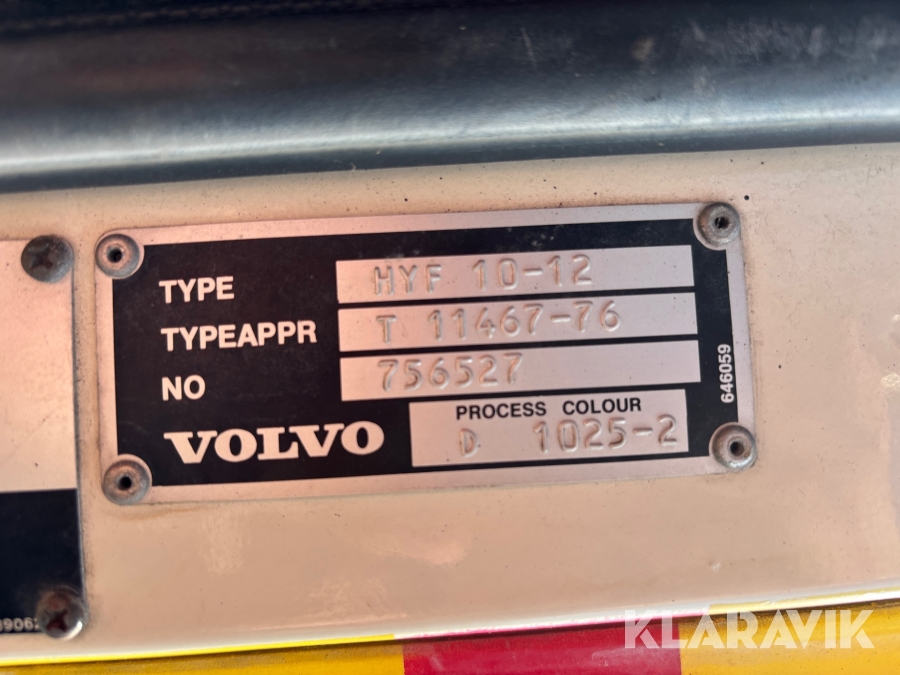 TYPE HYF 10-12
TYPEAPPR T 11467-76
NO 756527
646059
VOLVO
PROCESS COLOUR
D 1025-2
KLARAVIK